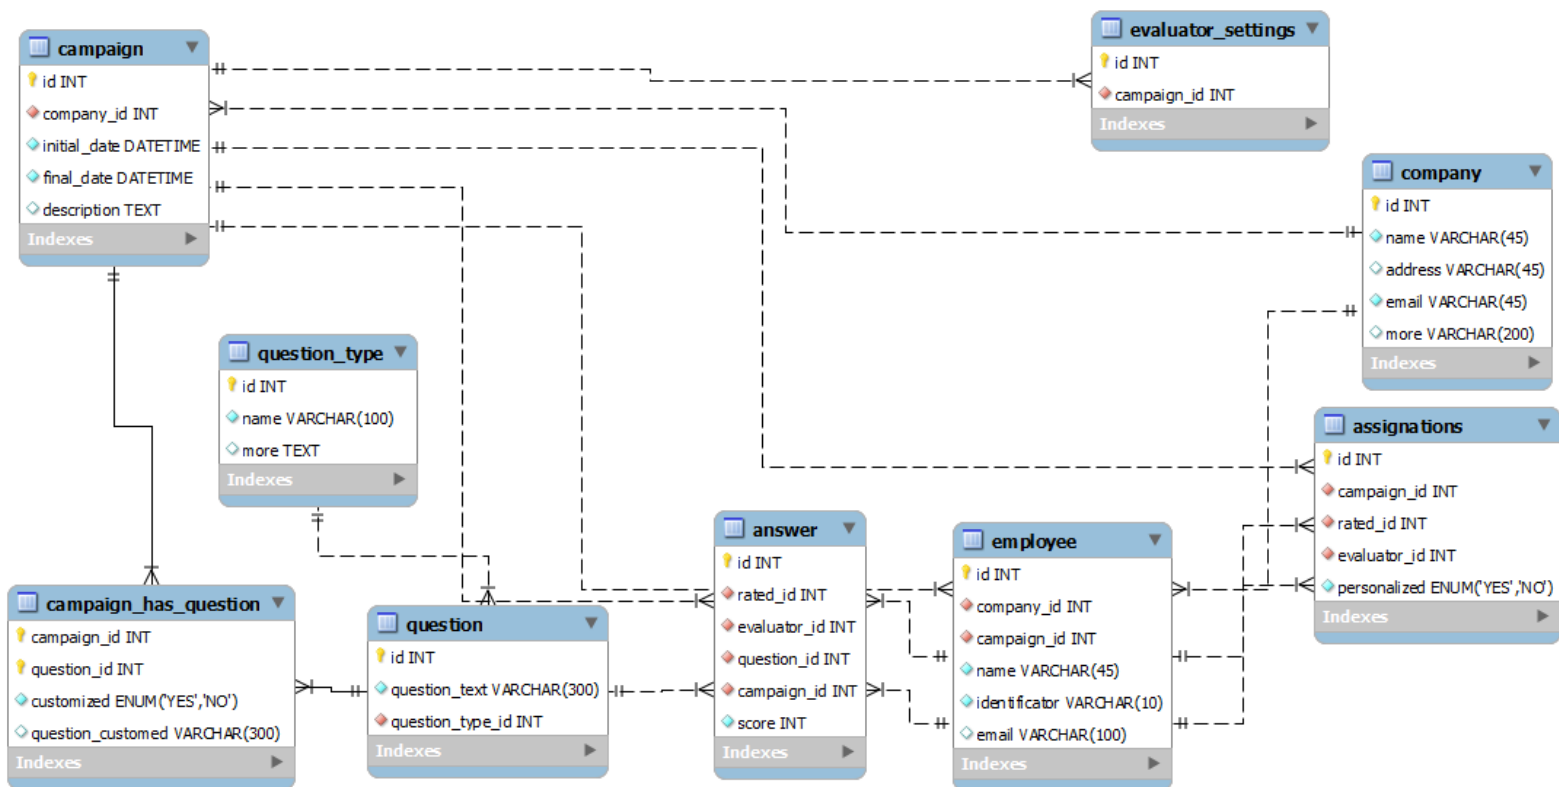 campaign
id INT
company_id INT
initial_date DATETIME
final_date DATETIME
description TEXT
Indexes
evaluator_settings
id INT
campaign_id INT
Indexes
company
id INT
name VARCHAR(45)
address VARCHAR(45)
email VARCHAR(45)
more VARCHAR(200)
Indexes
question_type
id INT
name VARCHAR(100)
more TEXT
Indexes
assignations
id INT
campaign_id INT
rated_id INT
evaluator_id INT
personalized ENUM('YES','NO')
Indexes
campaign_has_question
campaign_id INT
question_id INT
customized ENUM('YES','NO')
question_customed VARCHAR(300)
Indexes
question
id INT
question_text VARCHAR(300)
question_type_id INT
Indexes
answer
id INT
rated_id INT
evaluator_id INT
question_id INT
campaign_id INT
score INT
Indexes
employee
id INT
company_id INT
campaign_id INT
name VARCHAR(45)
identificator VARCHAR(10)
email VARCHAR(100)
Indexes